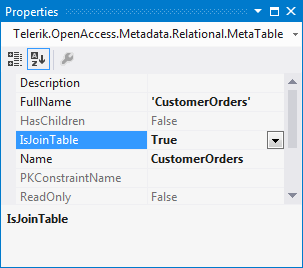 Properties
Telerik.OpenAccess.Metadata.Relational.MetaTable
Description
FullName 'CustomerOrders'
HasChildren False
IsJoinTable True
Name CustomerOrders
PKConstraintName
ReadOnly False
IsJoinTable